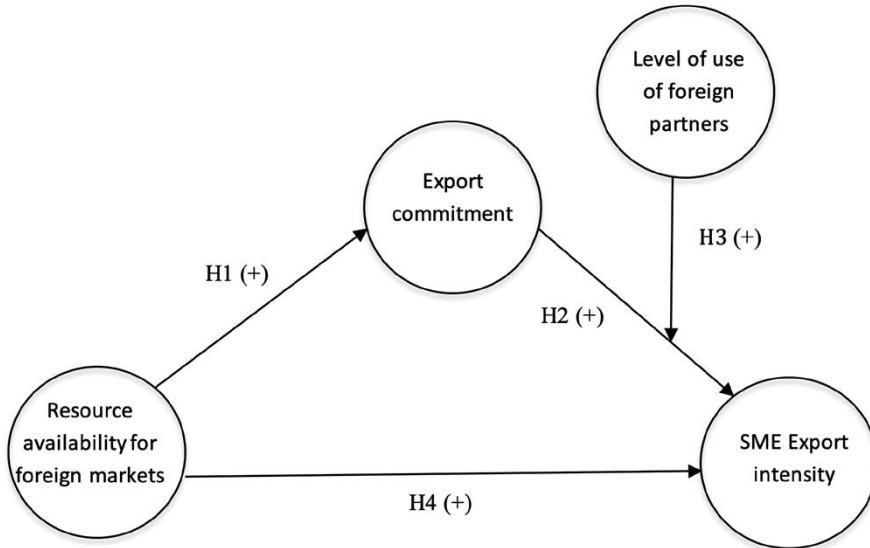 Level of use
of foreign
partners
Export
commitment
H3 (+)
H1 (+)
H2 (+)
Resource
availability for
foreign markets
SME Export
intensity
H4 (+)